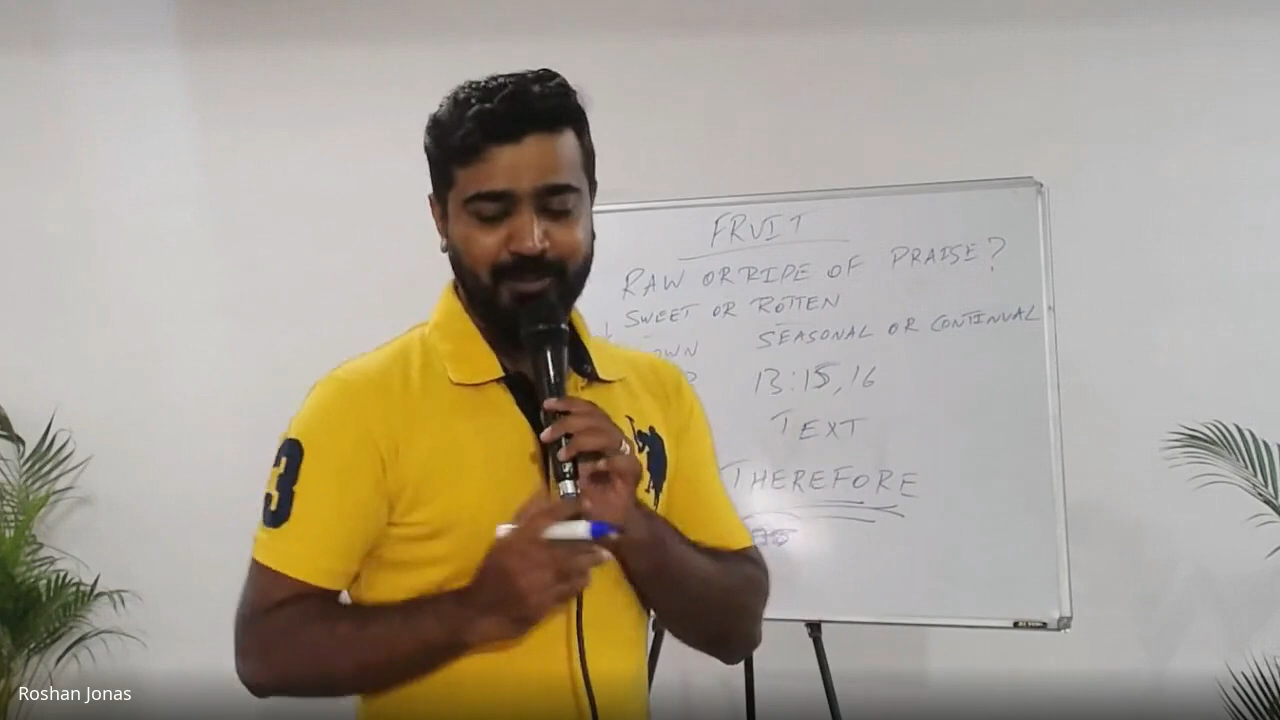 FRUIT
RAW OR RIPE OF PRAISE?
SWEET OR ROTTEN
SEASONAL OR CONTINUAL
13:15,16
TEXT
THEREFORE
3
Roshan Jonas